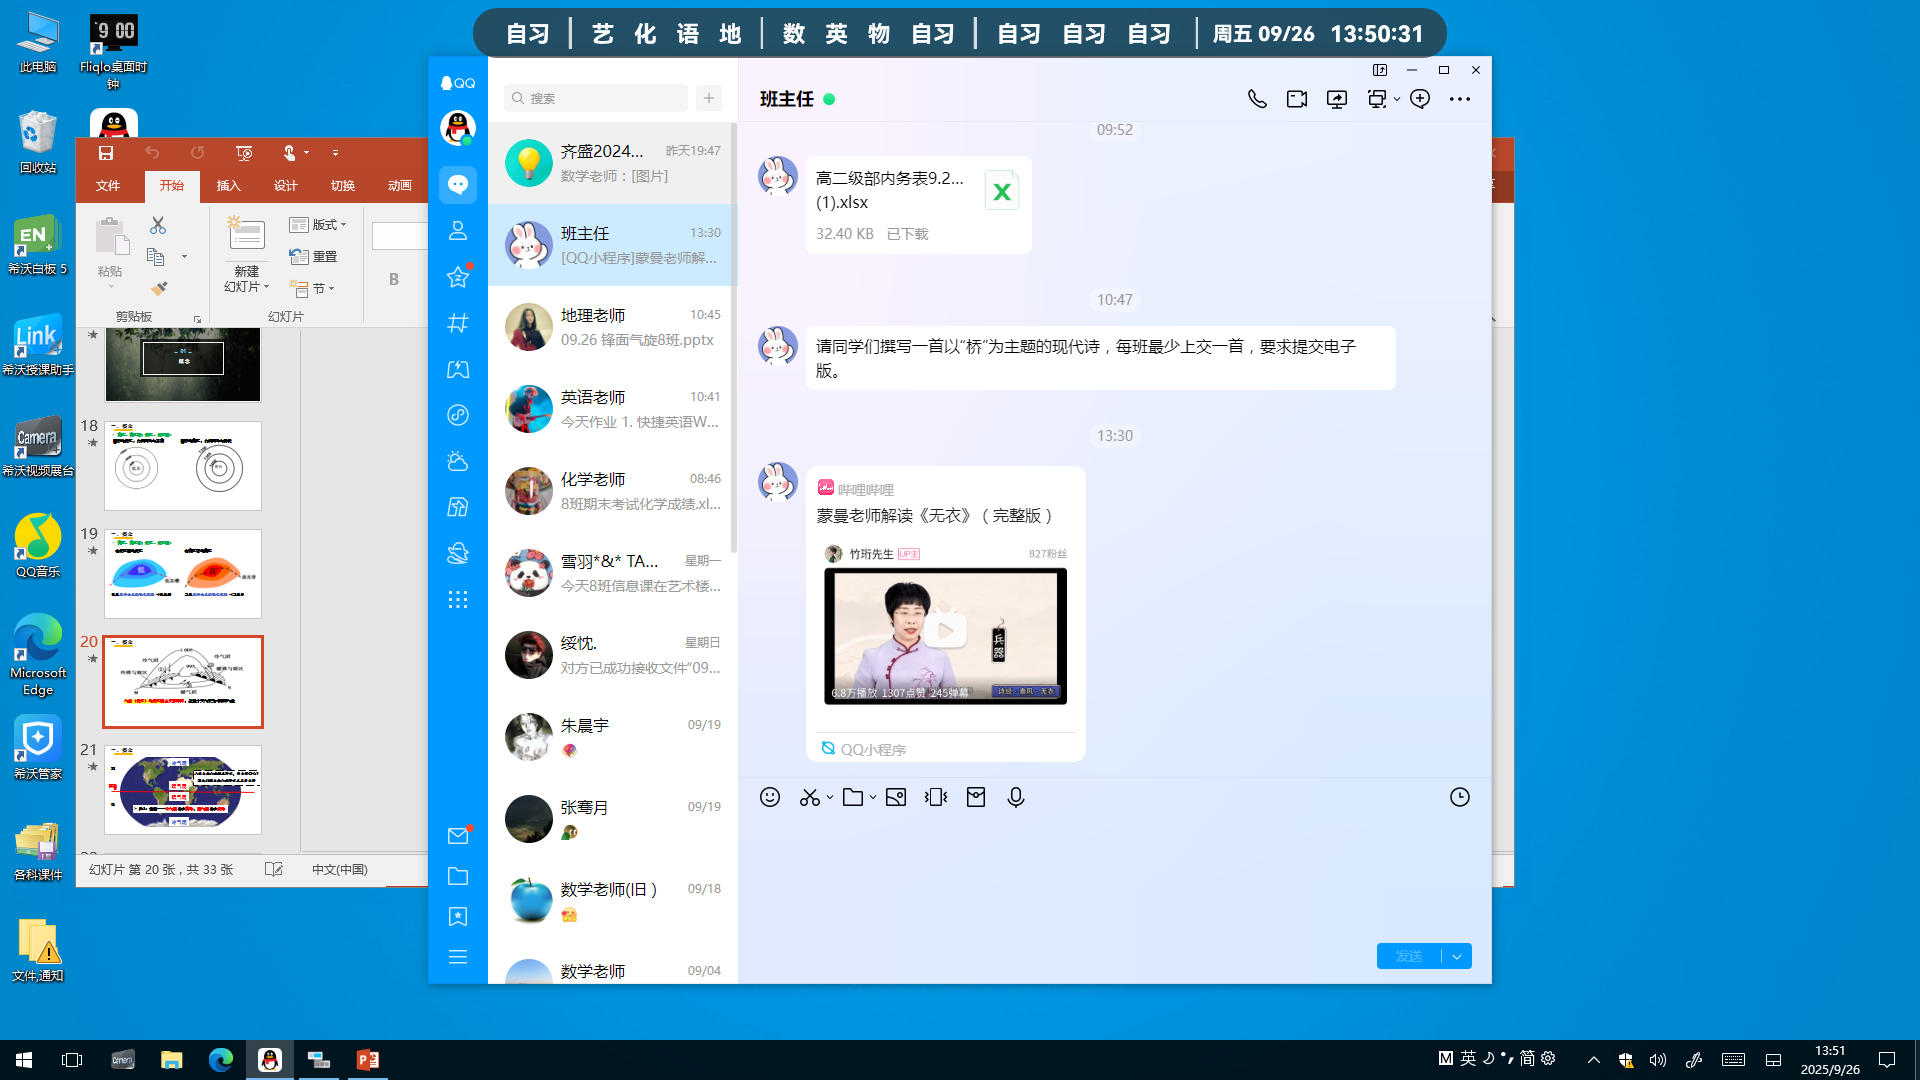 自习 | 艺 化 语 地 | 数 英 物 自习 | 自习 自习 自习 | 周五 09/26 13:50:31
此电脑
Fliqlo桌面时钟
回收站
希沃白板 5
希沃授课助手
希沃视频展台
QQ音乐
Microsoft Edge
希沃管家
各科课件
文件,通知
文件 开始 插入 设计 切换 动画
粘贴
剪贴板
新建
幻灯片
版式
重置
节
幻灯片
B
18
19
20
21
幻灯片 第 20 张，共 33 张
中文(中国)
QQ
搜索
齐盛2024... 昨天19:47
数学老师：[图片]
班主任 13:30
[QQ小程序]蒙曼老师解...
地理老师 10:45
09.26 锋面气旋8班.pptx
英语老师 10:41
今天作业 1. 快捷英语W...
化学老师 08:46
8班期末考试化学成绩.xl...
雪羽*&* TA... 星期一
今天8班信息课在艺术楼...
绥忱. 星期日
对方已成功接收文件“09...
朱晨宇 09/19
张骞月 09/19
数学老师(旧 ) 09/18
数学老师 09/04
班主任
09:52
高二级部内务表9.2...
(1).xlsx
32.40 KB 已下载
10:47
请同学们撰写一首以“桥”为主题的现代诗，每班最少上交一首，要求提交电子
版。
13:30
哔哩哔哩
蒙曼老师解读《无衣》（完整版）
竹珩先生 UP主 827粉丝
兵器
6.8万播放 1307点赞 245弹幕
诗经·秦风·无衣
QQ小程序
发送
英 简
13:51
2025/9/26